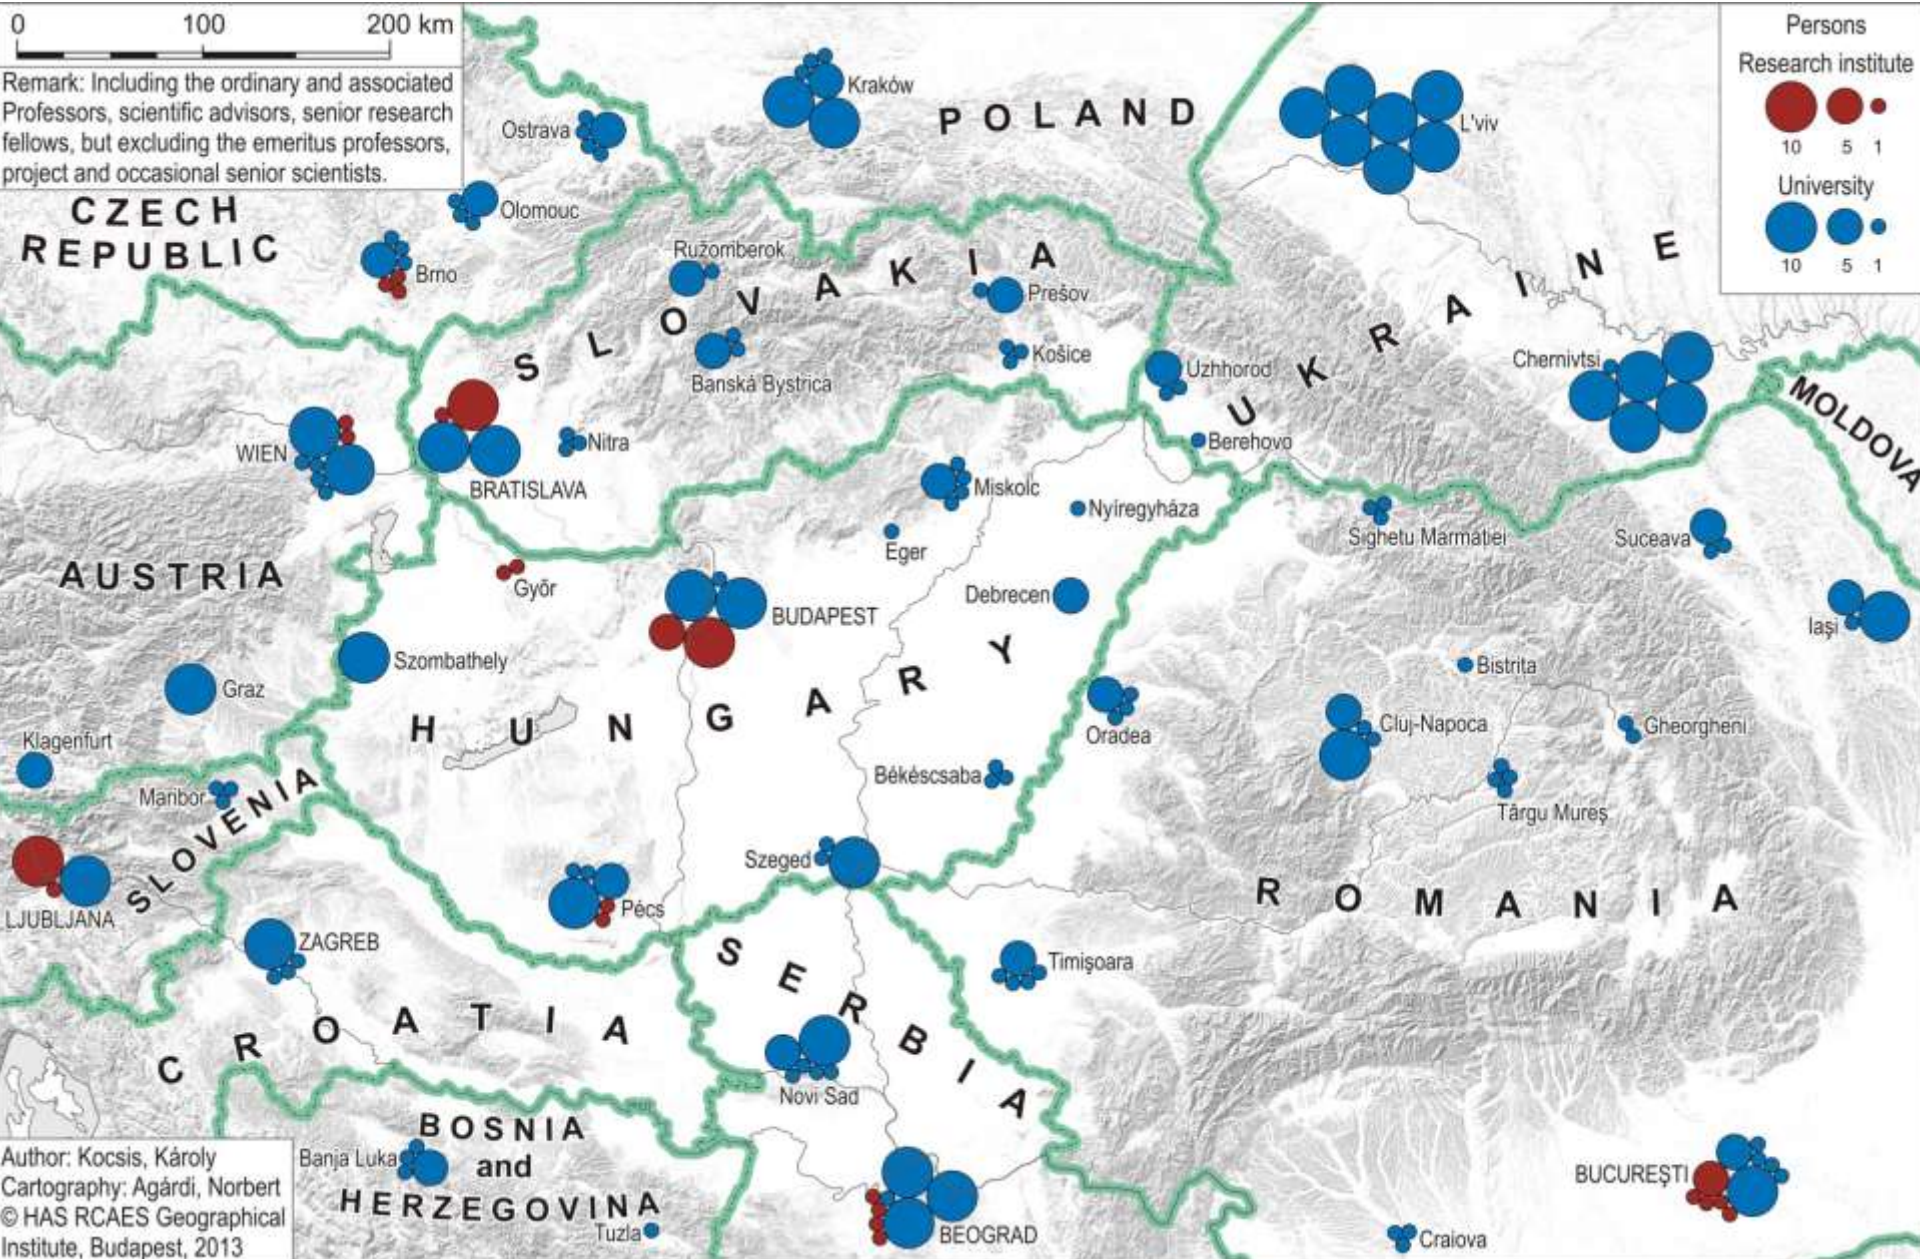 0 100 200 km
Remark: Including the ordinary and associated
Professors, scientific advisors, senior research
fellows, but excluding the emeritus professors,
project and occasional senior scientists.
Persons
Research institute
10 5 1
University
10 5 1
Kraków
POLAND
L'viv
Ostrava
Olomouc
CZECH
REPUBLIC
Brno
Ružomberok
SLOVAKIA
Prešov
UKRAINE
Banská Bystrica
Košice
Uzhhorod
Chernivtsi
MOLDOVA
WIEN
Nitra
Berehovo
BRATISLAVA
Miskolc
Nyíregyháza
Eger
Sighetu Marmației
Suceava
AUSTRIA
Győr
Debrecen
BUDAPEST
Iași
Szombathely
Bistrita
Graz
HUNGARY
Oradea
Cluj-Napoca
Gheorgheni
Klagenfurt
Békéscsaba
Maribor
SLOVENIA
Târgu Mureș
Szeged
ROMANIA
LJUBLJANA
Pécs
ZAGREB
SERBIA
Timișoara
CROATIA
Novi Sad
BOSNIA
and
HERZEGOVINA
Banja Luka
Tuzla
BEOGRAD
BUCUREȘTI
Craiova
Author: Kocsis, Károly
Cartography: Agárdi, Norbert
© HAS RCAES Geographical
Institute, Budapest, 2013